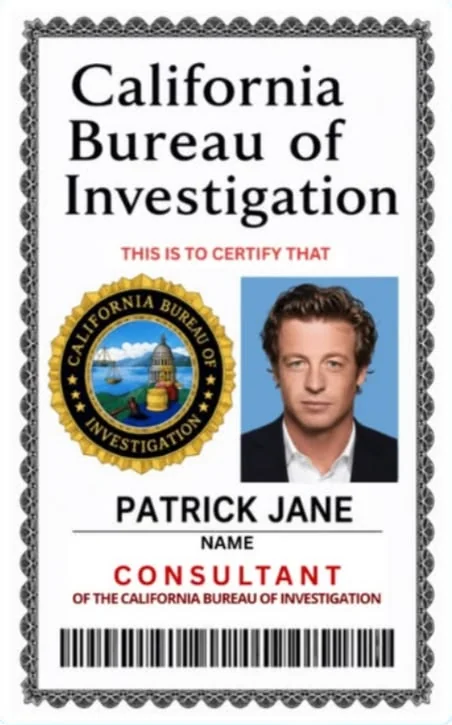 California
Bureau of
Investigation
THIS IS TO CERTIFY THAT
CALIFORNIA BUREAU OF
INVESTIGATION
PATRICK JANE
NAME
CONSULTANT
OF THE CALIFORNIA BUREAU OF INVESTIGATION